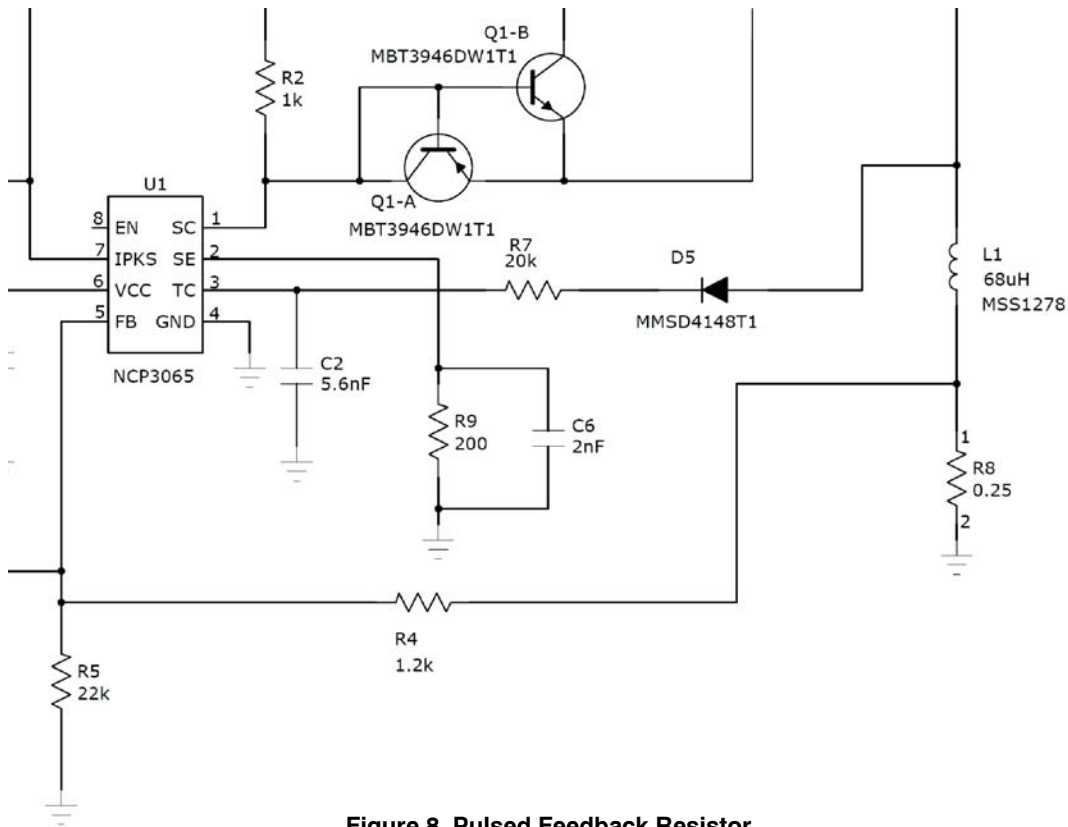 Q1-B
MBT3946DW1T1
R2
1k
U1
Q1-A
MBT3946DW1T1
8 EN SC 1
7 IPKS SE 2
6 VCC TC 3
5 FB GND 4
NCP3065
R7
20k
D5
MMSD4148T1
L1
68uH
MSS1278
C2
5.6nF
R9
200
C6
2nF
1
R8
0.25
2
R4
1.2k
R5
22k
Figure 8. Pulsed Feedback Resistor